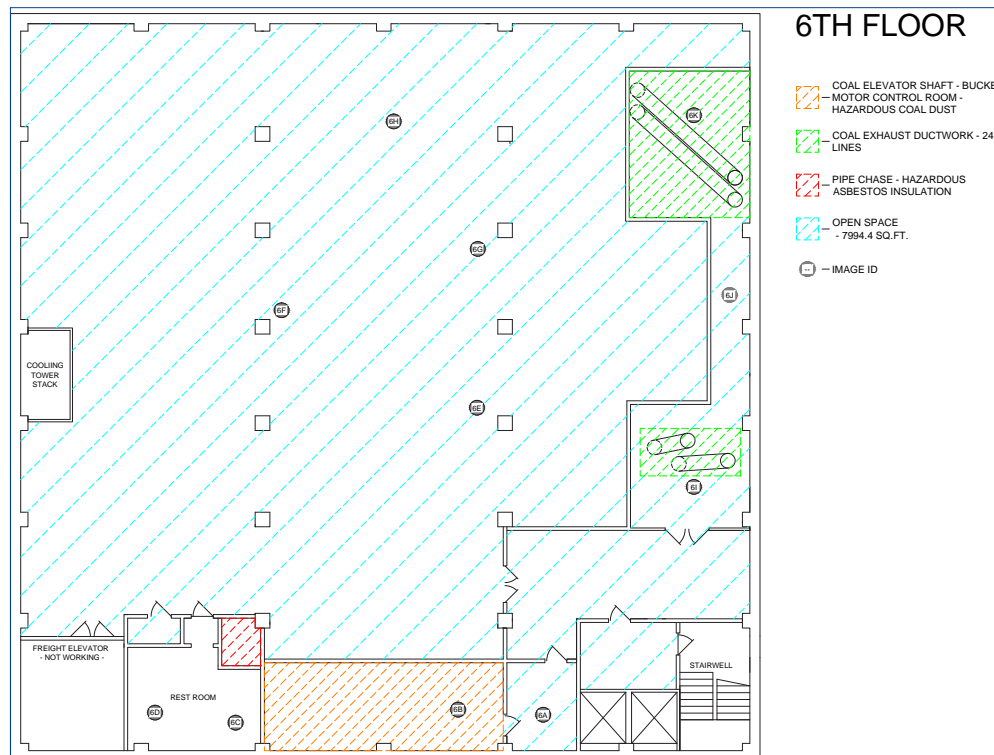 6TH FLOOR
COAL ELEVATOR SHAFT - BUCKE
MOTOR CONTROL ROOM -
HAZARDOUS COAL DUST
COAL EXHAUST DUCTWORK - 24
LINES
PIPE CHASE - HAZARDOUS
ASBESTOS INSULATION
OPEN SPACE
- 7994.4 SQ.FT.
-- IMAGE ID
6H
6K
6G
6J
6F
COOLING
TOWER
STACK
6E
6I
FREIGHT ELEVATOR
- NOT WORKING -
STAIRWELL
REST ROOM
6D
6C
6B
6A